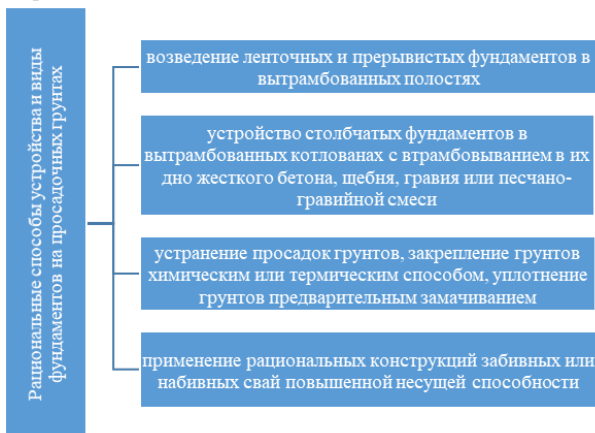 Рациональные способы устройства и виды
фундаментов на просадочных грунтах
возведение ленточных и прерывистых фундаментов в
вытрамбованных полостях
устройство столбчатых фундаментов в
вытрамбованных котлованах с втрамбовыванием в их
дно жесткого бетона, щебня, гравия или песчано-
гравийной смеси
устранение просадок грунтов, закрепление грунтов
химическим или термическим способом, уплотнение
грунтов предварительным замачиванием
применение рациональных конструкций забивных или
набивных свай повышенной несущей способности